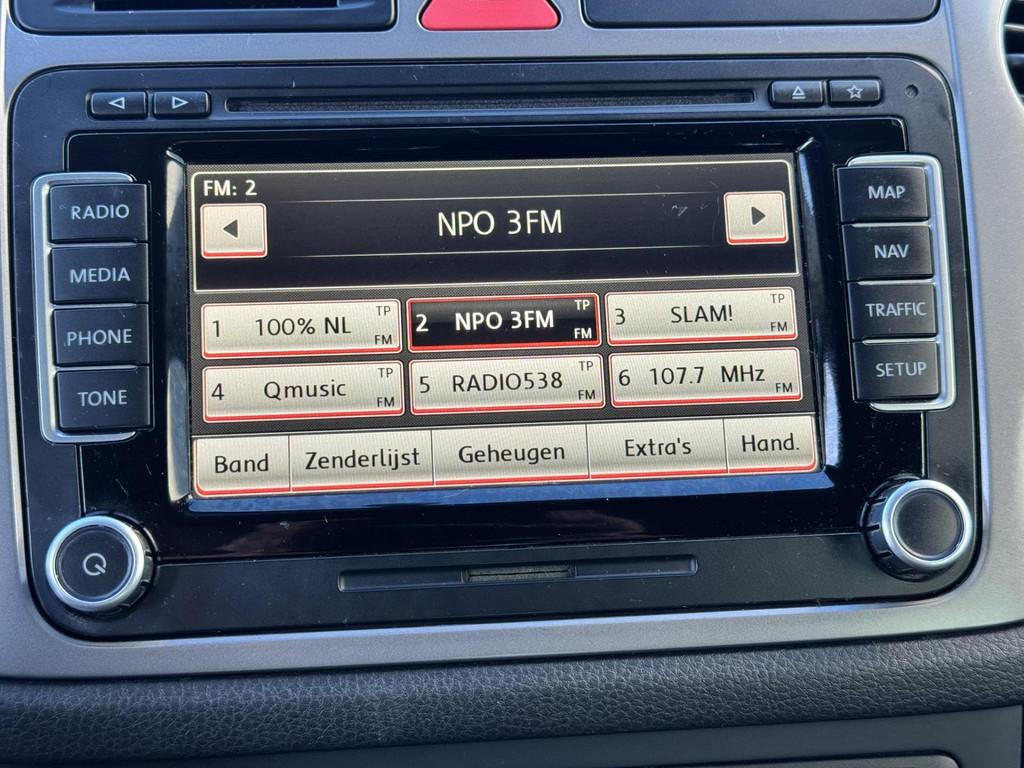 RADIO
MEDIA
PHONE
TONE
FM: 2
NPO 3FM
1 100% NL TP FM
2 NPO 3FM TP FM
3 SLAM! TP FM
4 Qmusic TP FM
5 RADIO538 TP FM
6 107.7 MHz FM
Band Zenderlijst Geheugen Extra's Hand.
MAP
NAV
TRAFFIC
SETUP